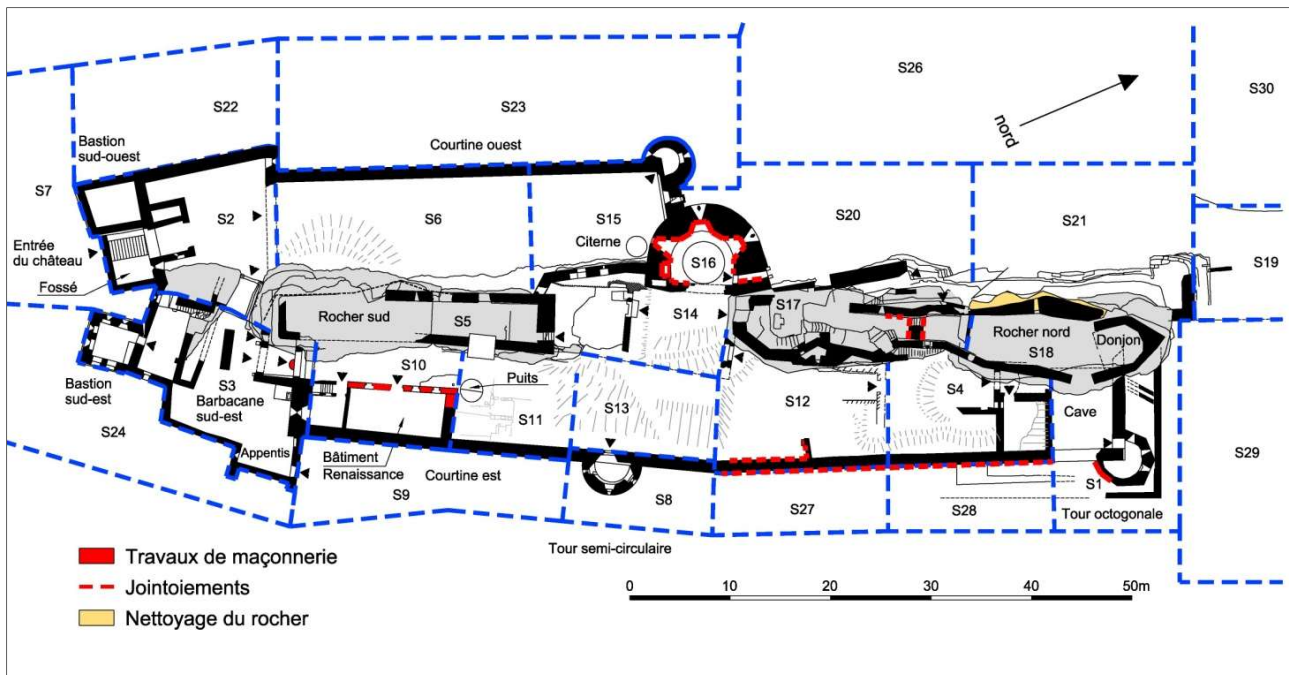 S26
S30
S22
S23
nord
Bastion
sud-ouest
Courtine ouest
S7
S2
S6
S15
S20
S21
Citerne
Entrée
du château
S16
S19
Fossé
S17
Rocher sud
S5
S14
Rocher nord
S18
Donjon
S10
Puits
S3
Barbacane
sud-est
Bastion
sud-est
S11
S13
S12
S4
Cave
S24
Appentis
Bâtiment
Renaissance
Courtine est
S9
S8
S27
S28
S1
S29
Tour octogonale
Tour semi-circulaire
Travaux de maçonnerie
Jointoiements
Nettoyage du rocher
0 10 20 30 40 50m